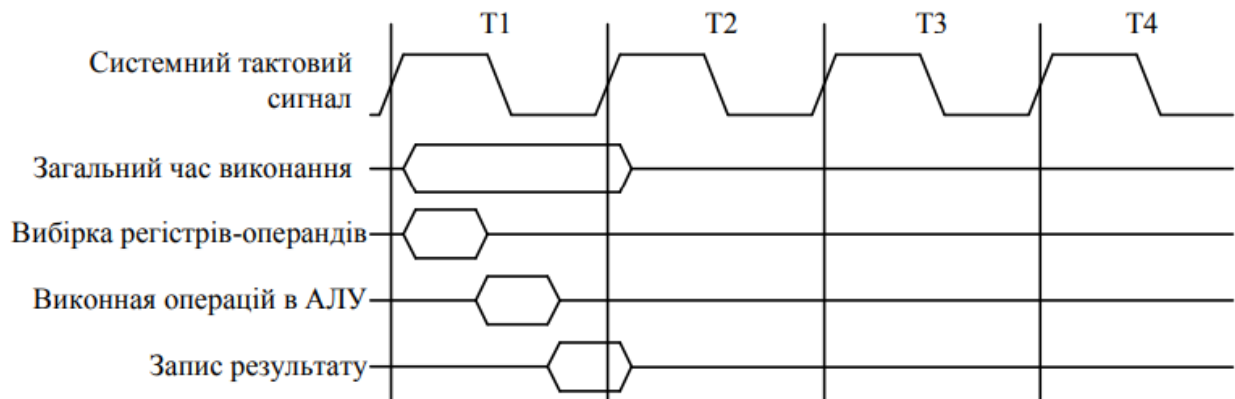 T1 T2 T3 T4
Системний тактовий
сигнал
Загальний час виконання
Вибірка регістрів-операндів
Виконная операцій в АЛУ
Запис результату